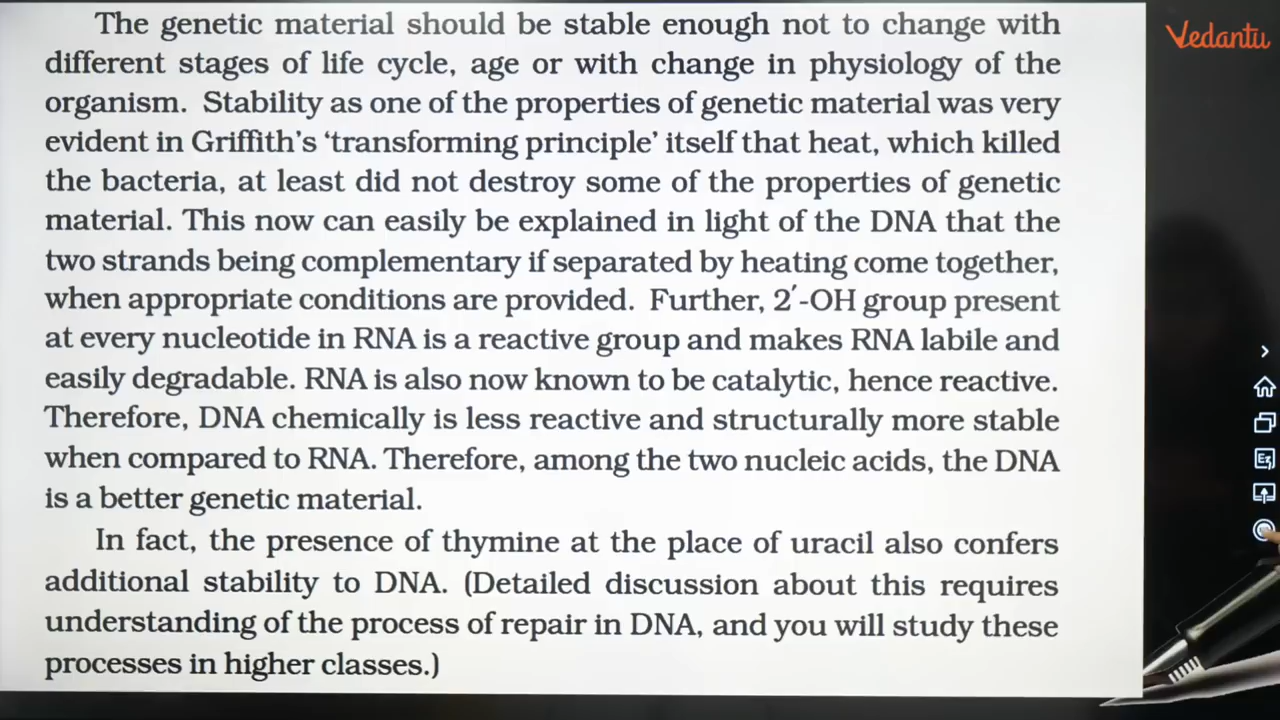 The genetic material should be stable enough not to change with
different stages of life cycle, age or with change in physiology of the
organism. Stability as one of the properties of genetic material was very
evident in Griffith's 'transforming principle' itself that heat, which killed
the bacteria, at least did not destroy some of the properties of genetic
material. This now can easily be explained in light of the DNA that the
two strands being complementary if separated by heating come together,
when appropriate conditions are provided. Further, 2′-OH group present
at every nucleotide in RNA is a reactive group and makes RNA labile and
easily degradable. RNA is also now known to be catalytic, hence reactive.
Therefore, DNA chemically is less reactive and structurally more stable
when compared to RNA. Therefore, among the two nucleic acids, the DNA
is a better genetic material.
In fact, the presence of thymine at the place of uracil also confers
additional stability to DNA. (Detailed discussion about this requires
understanding of the process of repair in DNA, and you will study these
processes in higher classes.)
Vedantu